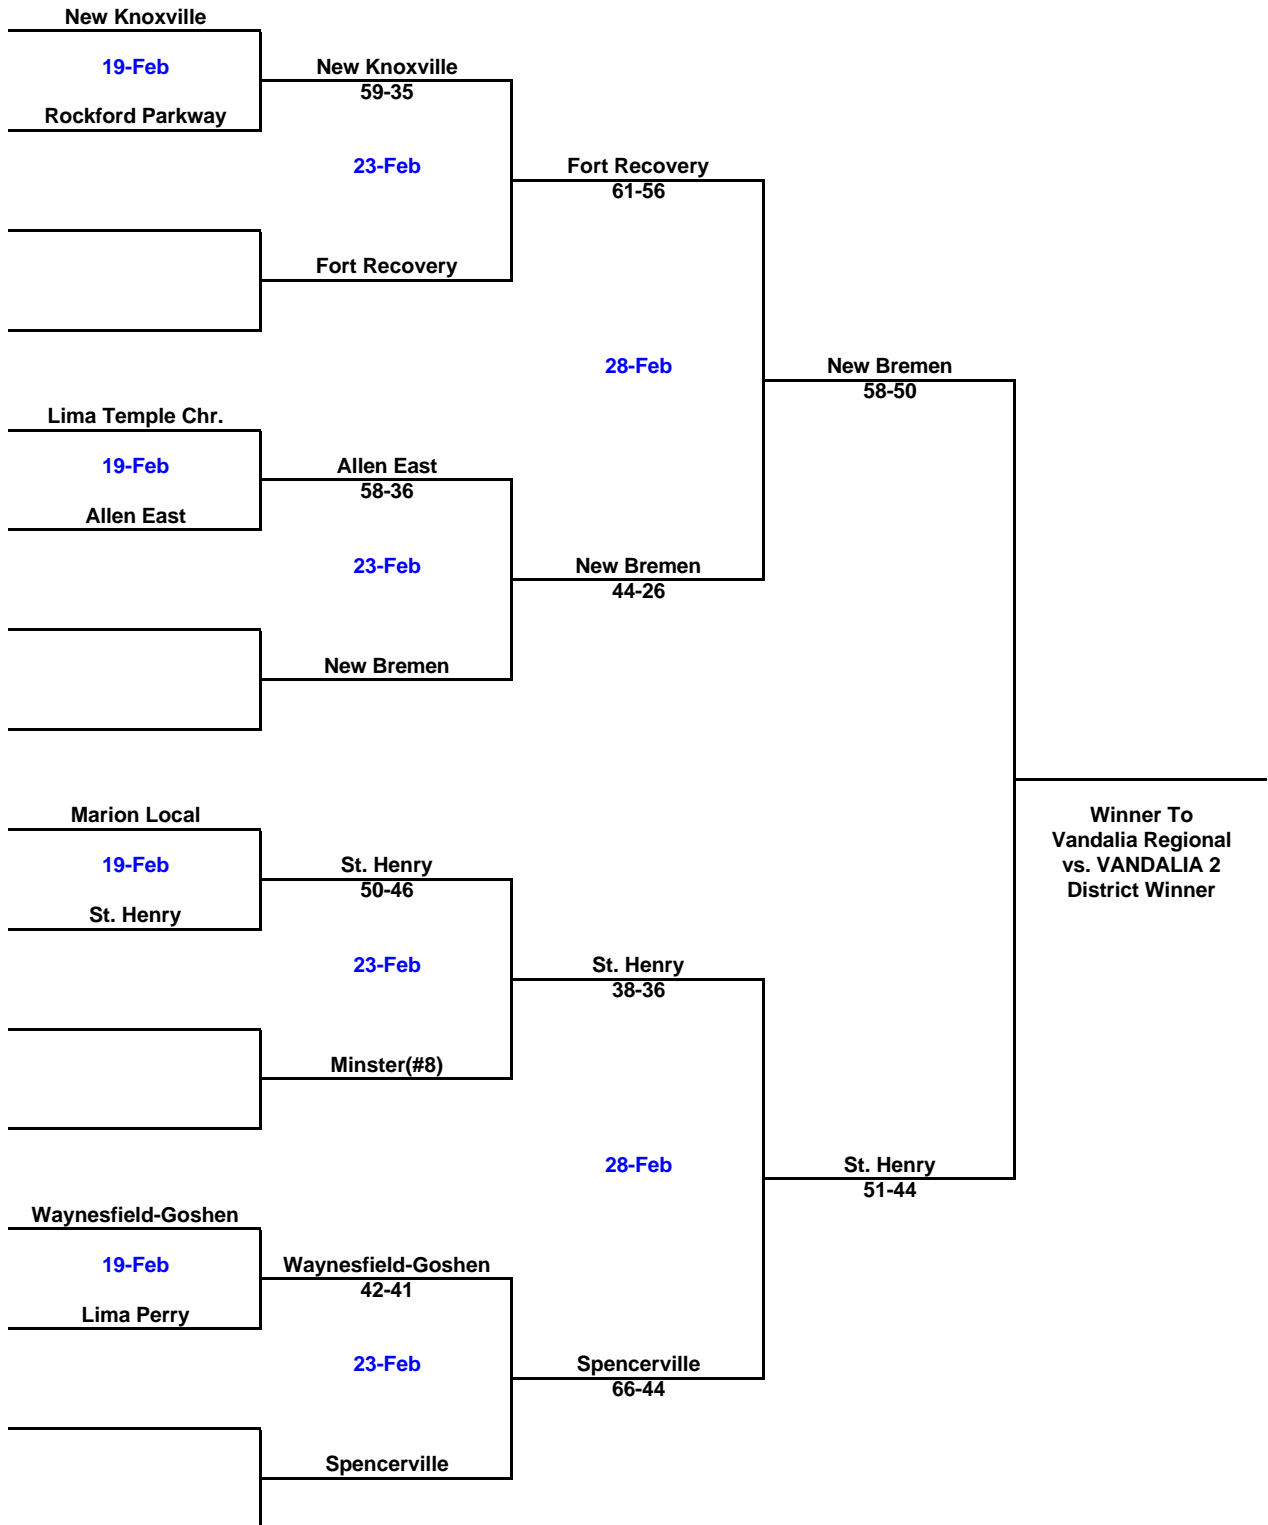 New Knoxville
19-Feb
New Knoxville
59-35
Rockford Parkway
23-Feb
Fort Recovery
61-56
Fort Recovery
28-Feb
New Bremen
58-50
Lima Temple Chr.
19-Feb
Allen East
58-36
Allen East
23-Feb
New Bremen
44-26
New Bremen
Marion Local
19-Feb
St. Henry
50-46
St. Henry
23-Feb
St. Henry
38-36
Minster(#8)
Winner To
Vandalia Regional
vs. VANDALIA 2
District Winner
28-Feb
St. Henry
51-44
Waynesfield-Goshen
19-Feb
Waynesfield-Goshen
42-41
Lima Perry
23-Feb
Spencerville
66-44
Spencerville